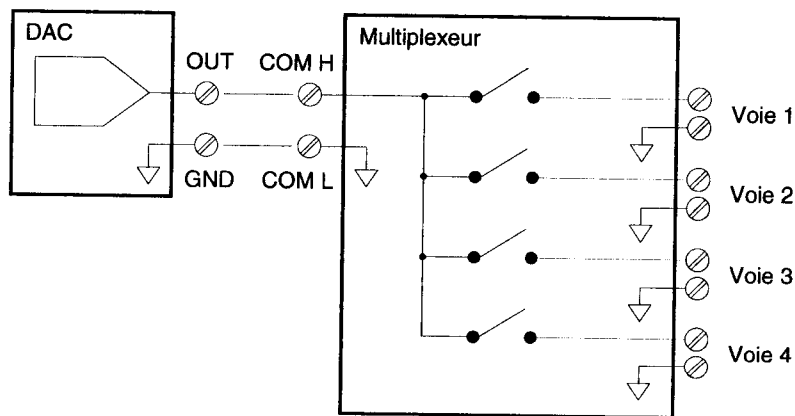 DAC
Multiplexeur
OUT
COM H
GND
COM L
Voie 1
Voie 2
Voie 3
Voie 4